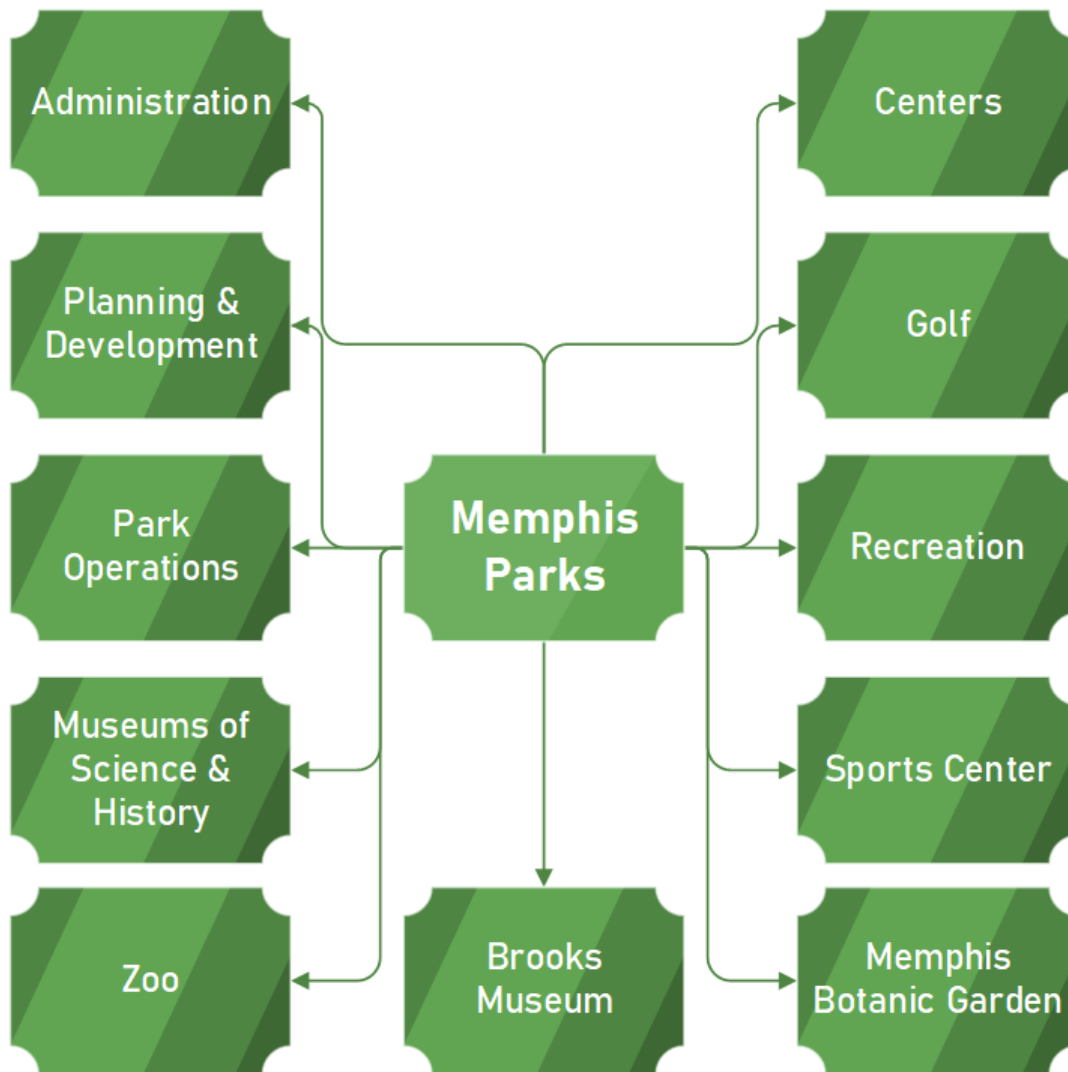 Administration
Planning &
Development
Park
Operations
Museums of
Science &
History
Zoo
Memphis
Parks
Brooks
Museum
Centers
Golf
Recreation
Sports Center
Memphis
Botanic Garden